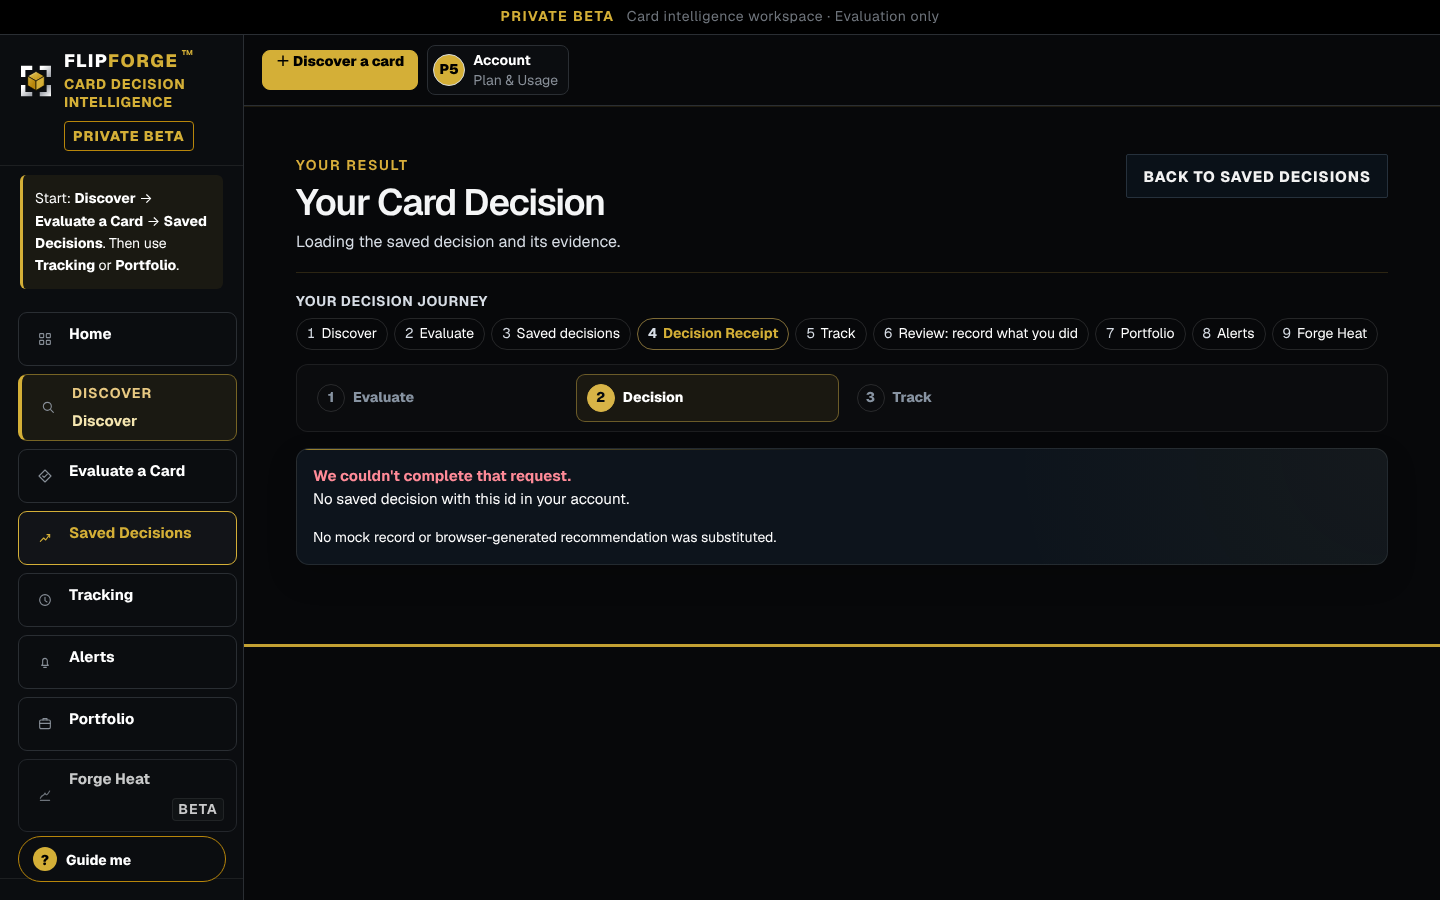 PRIVATE BETA Card intelligence workspace · Evaluation only
FLIPFORGE™
CARD DECISION
INTELLIGENCE
PRIVATE BETA
Start: Discover →
Evaluate a Card → Saved
Decisions. Then use
Tracking or Portfolio.
Home
DISCOVER
Discover
Evaluate a Card
Saved Decisions
Tracking
Alerts
Portfolio
Forge Heat
BETA
? Guide me
+ Discover a card
P5
Account
Plan & Usage
YOUR RESULT
Your Card Decision
Loading the saved decision and its evidence.
BACK TO SAVED DECISIONS
YOUR DECISION JOURNEY
1 Discover 2 Evaluate 3 Saved decisions 4 Decision Receipt 5 Track 6 Review: record what you did 7 Portfolio 8 Alerts 9 Forge Heat
1 Evaluate 2 Decision 3 Track
We couldn't complete that request.
No saved decision with this id in your account.
No mock record or browser-generated recommendation was substituted.